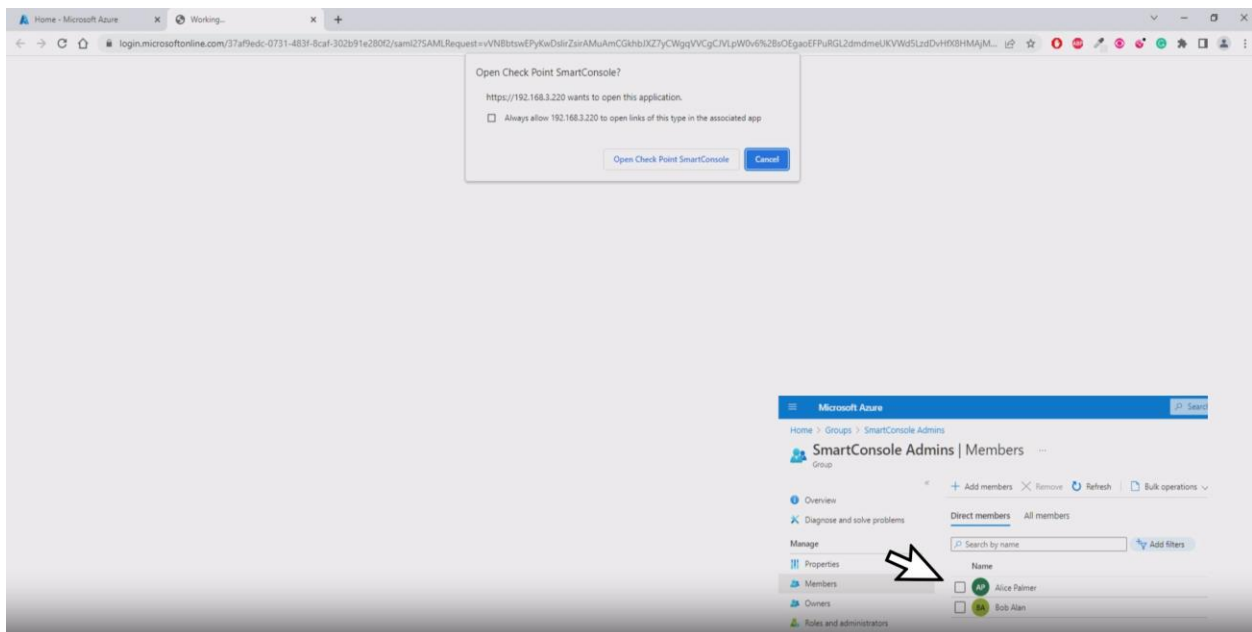 Home - Microsoft Azure
Working...
login.microsoftonline.com/37af9edc-0731-483f-8caf-302b91e280f2/saml2?SAMLRequest=
Open Check Point SmartConsole?
https://192.168.3.220 wants to open this application.
Always allow 192.168.3.220 to open links of this type in the associated app
Open Check Point SmartConsole Cancel
Microsoft Azure
Home > Groups > SmartConsole Admins
SmartConsole Admins | Members ...
Group
+ Add members Remove Refresh Bulk operations
Overview
Diagnose and solve problems
Direct members All members
Manage
Search by name Add filters
Properties
Name
Members
AP Alice Palmer
Owners
BA Bob Alan
Roles and administrators